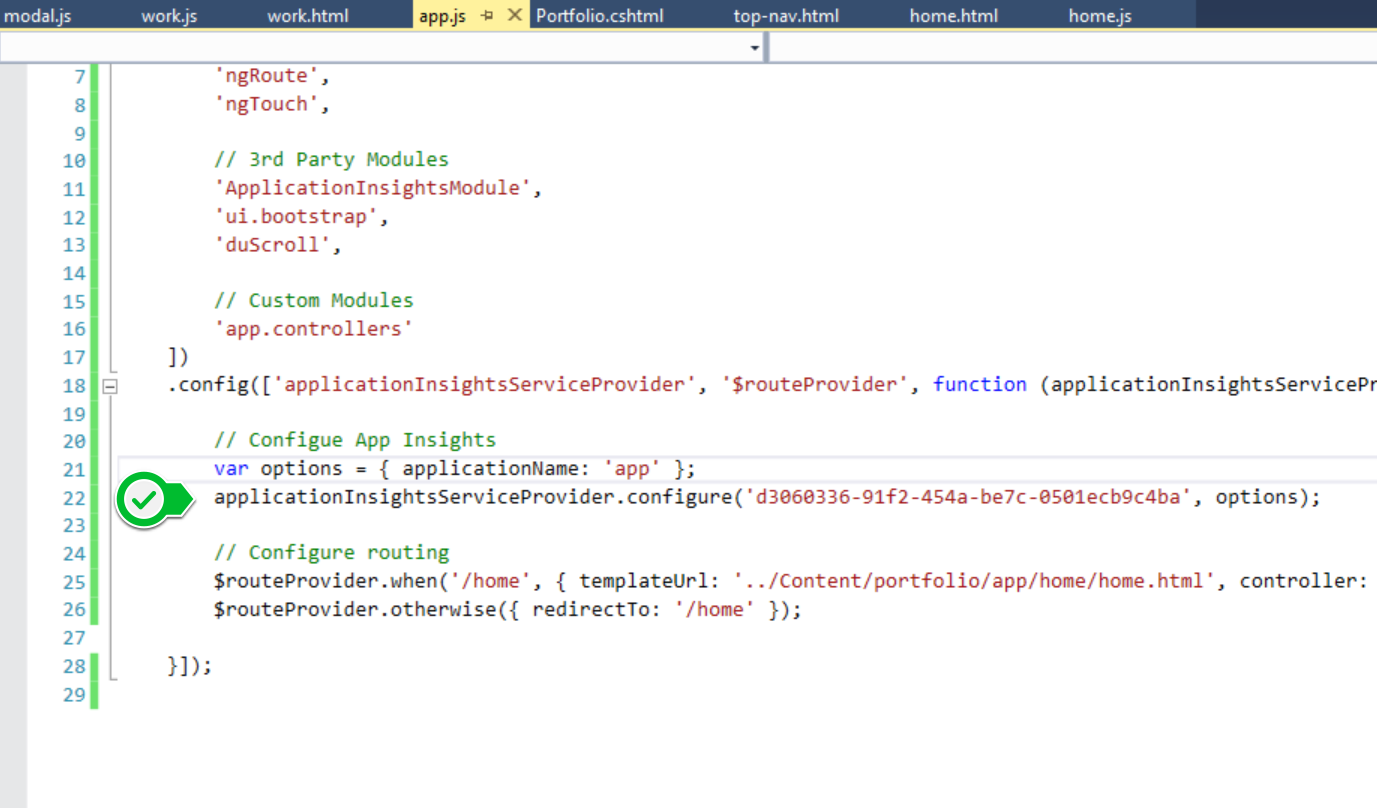 modal.js work.js work.html app.js Portfolio.cshtml top-nav.html home.html home.js
7 'ngRoute',
8 'ngTouch',
9
10 // 3rd Party Modules
11 'ApplicationInsightsModule',
12 'ui.bootstrap',
13 'duScroll',
14
15 // Custom Modules
16 'app.controllers'
17 ])
18 .config(['applicationInsightsServiceProvider', '$routeProvider', function (applicationInsightsServicePr
19
20 // Configue App Insights
21 var options = { applicationName: 'app' };
22 applicationInsightsServiceProvider.configure('d3060336-91f2-454a-be7c-0501ecb9c4ba', options);
23
24 // Configure routing
25 $routeProvider.when('/home', { templateUrl: '../Content/portfolio/app/home/home.html', controller:
26 $routeProvider.otherwise({ redirectTo: '/home' });
27
28 }]);
29